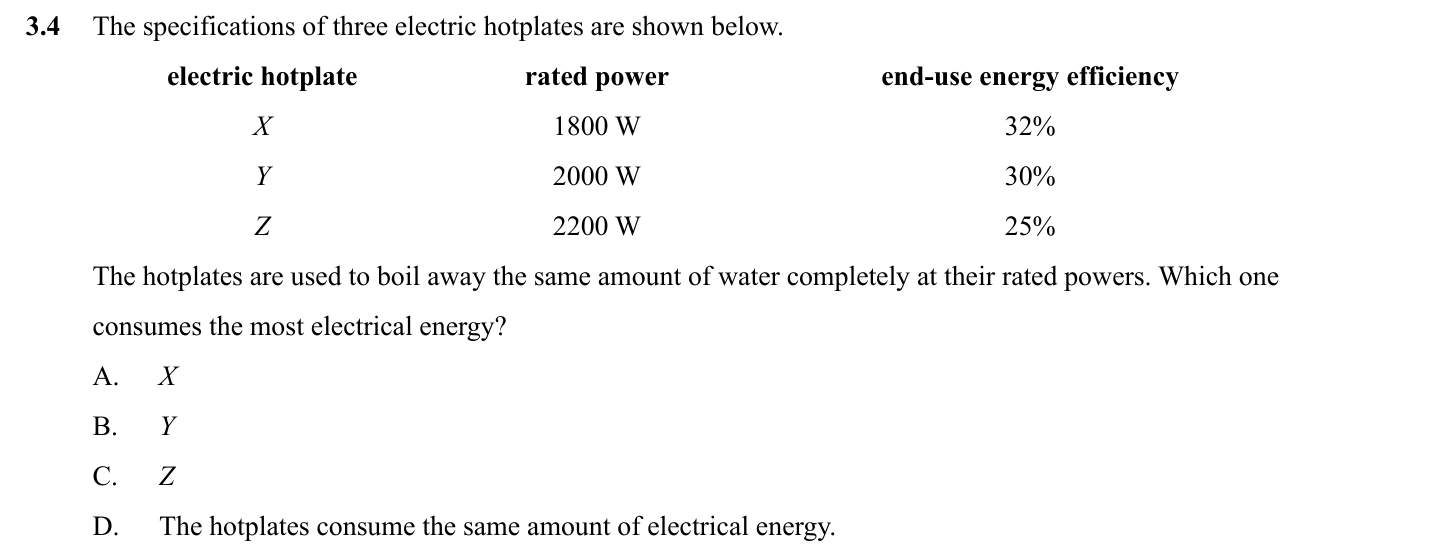 3.4 The specifications of three electric hotplates are shown below.
electric hotplate rated power end-use energy efficiency
X 1800 W 32%
Y 2000 W 30%
Z 2200 W 25%
The hotplates are used to boil away the same amount of water completely at their rated powers. Which one
consumes the most electrical energy?
A. X
B. Y
C. Z
D. The hotplates consume the same amount of electrical energy.